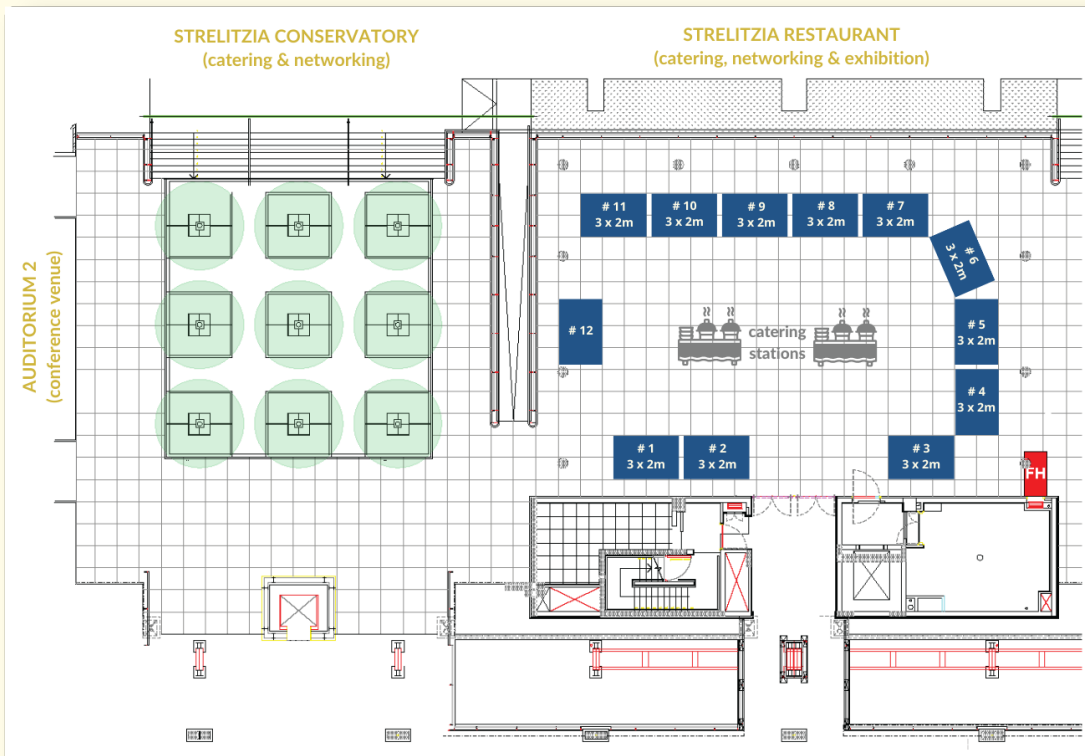 STRELITZIA CONSERVATORY
(catering & networking)
STRELITZIA RESTAURANT
(catering, networking & exhibition)
AUDITORIUM 2
(conference venue)
# 11
3 x 2m
# 10
3 x 2m
# 9
3 x 2m
# 8
3 x 2m
# 7
3 x 2m
# 6
3 x 2m
# 12
catering
stations
# 5
3 x 2m
# 4
3 x 2m
# 1
3 x 2m
# 2
3 x 2m
# 3
3 x 2m
FH